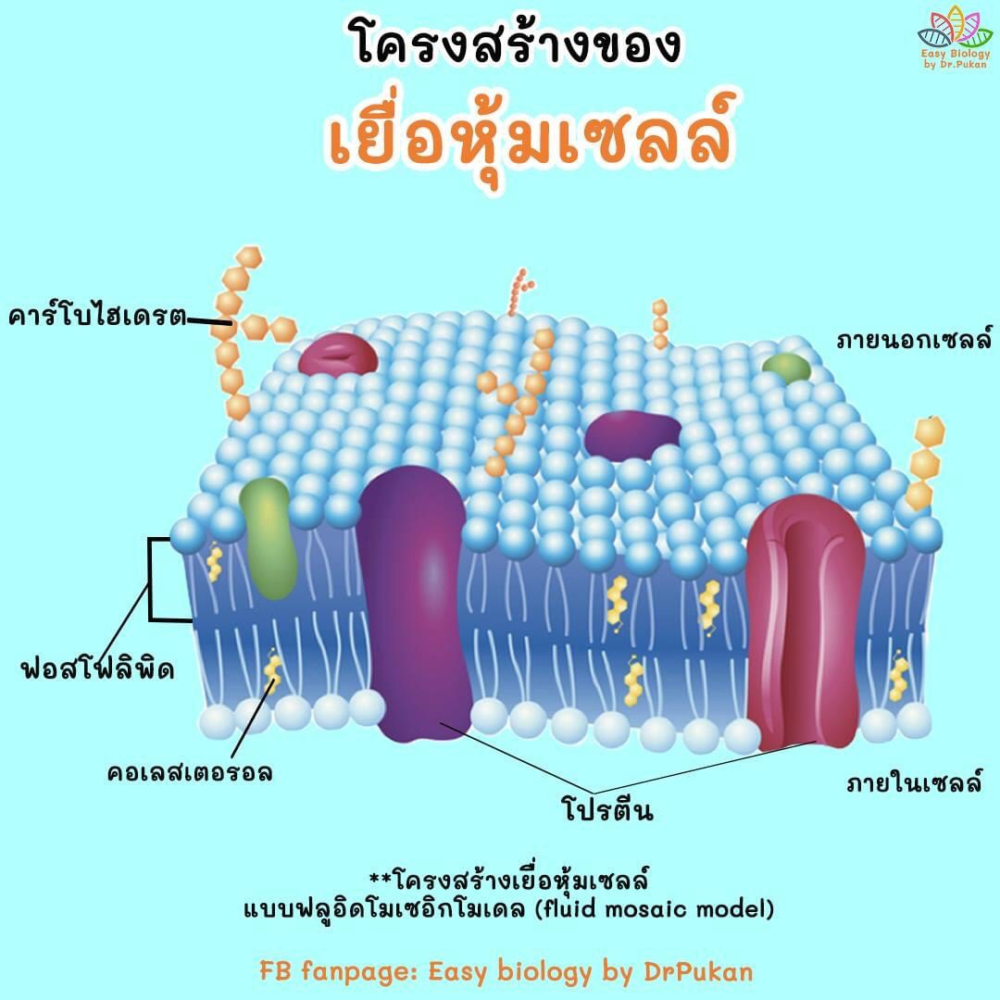 โครงสร้างของ
เยื่อหุ้มเซลล์
Easy Biology
by Dr.Pukan
คาร์โบไฮเดรต
ภายนอกเซลล์
ฟอสโฟลิพิด
คอเลสเตอรอล
โปรตีน
ภายในเซลล์
**โครงสร้างเยื่อหุ้มเซลล์
แบบฟลูอิดโมเซอิกโมเดล (fluid mosaic model)
FB fanpage: Easy biology by DrPukan